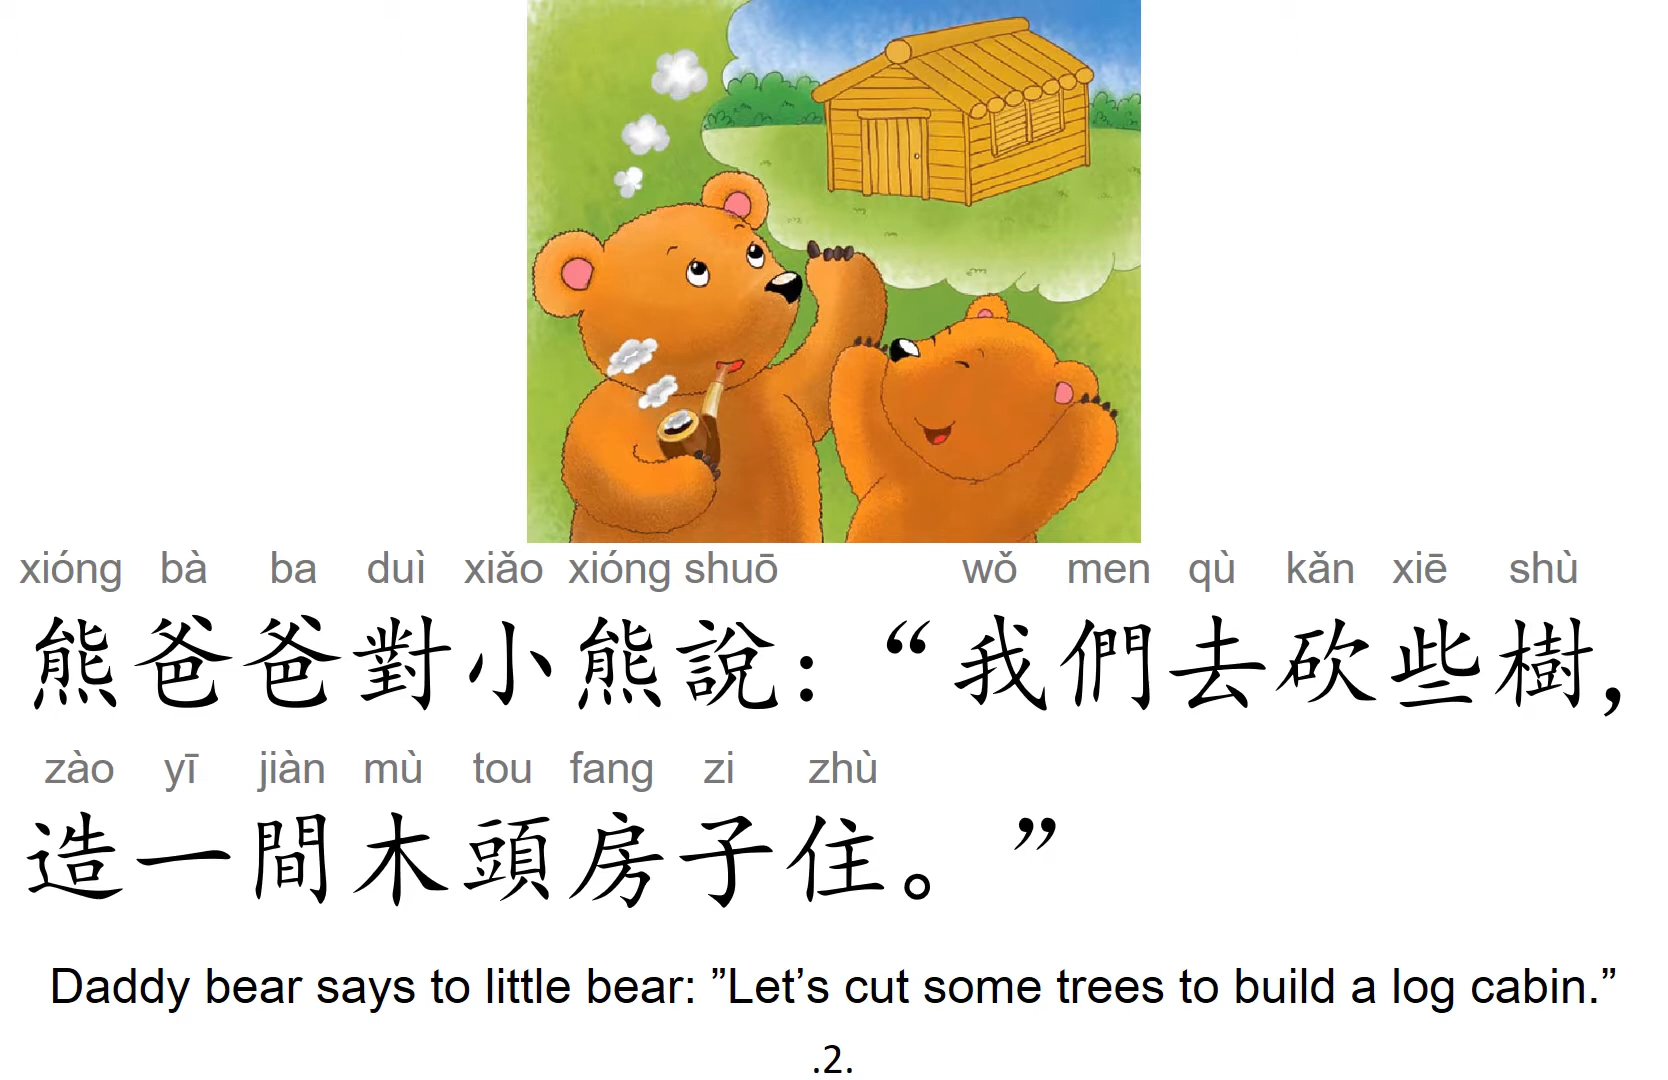 xióng bà ba duì xiǎo xióng shuō wǒ men qù kǎn xiē shù
熊爸爸對小熊說：“我們去砍些樹，
zào yī jiàn mù tou fang zi zhù
造一間木頭房子住。”
Daddy bear says to little bear: ”Let’s cut some trees to build a log cabin.”
.2.